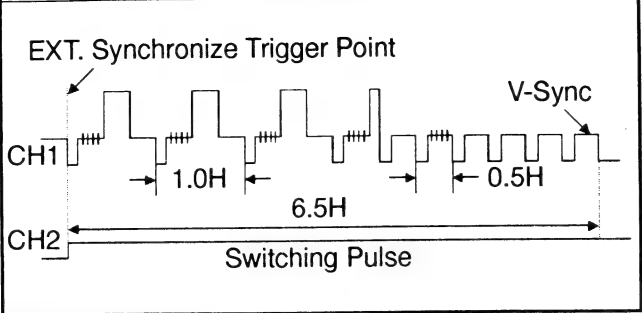 EXT. Synchronize Trigger Point
V-Sync
CH1
1.0H
0.5H
6.5H
CH2
Switching Pulse